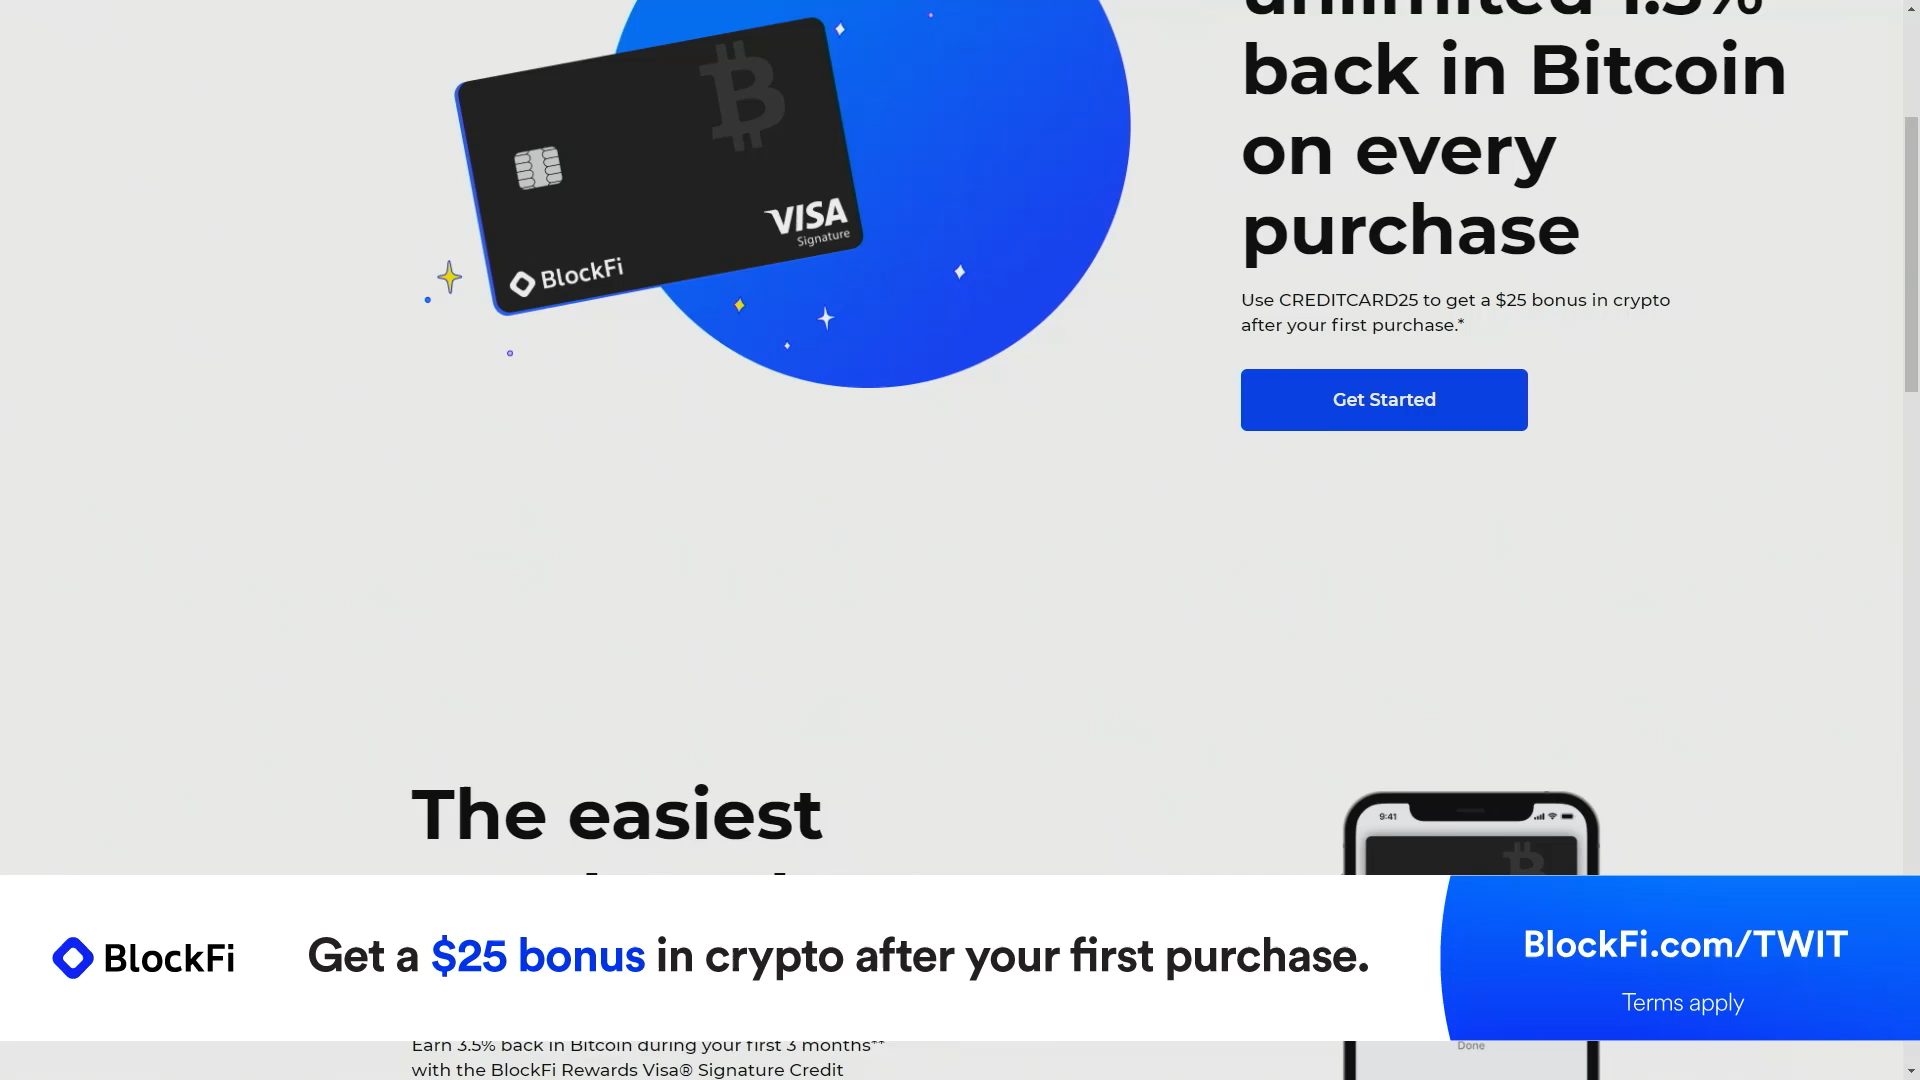 unlimited 1.5%
back in Bitcoin
on every
purchase
VISA
Signature
BlockFi
Use CREDITCARD25 to get a $25 bonus in crypto
after your first purchase.*
Get Started
The easiest
9:41
BlockFi
Get a $25 bonus in crypto after your first purchase.
BlockFi.com/TWIT
Terms apply
Earn 3.5% back in Bitcoin during your first 3 months**
with the BlockFi Rewards Visa® Signature Credit
Done